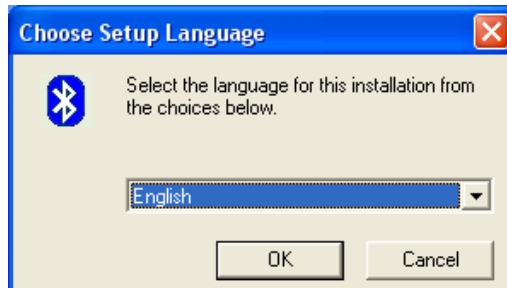 Choose Setup Language
Select the language for this installation from
the choices below.
English
OK
Cancel